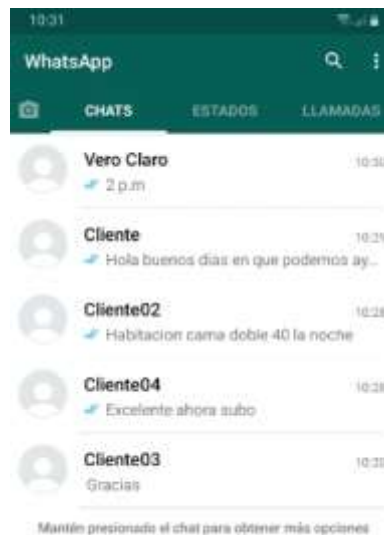 10:31
WhatsApp
CHATS ESTADOS LLAMADAS
Vero Claro 10:30
2 p.m
Cliente 10:29
Hola buenos dias en que podemos ay...
Cliente02 10:28
Habitacion cama doble 40 la noche
Cliente04 10:28
Excelente ahora subo
Cliente03
Gracias
Mantén presionado el chat para obtener más opciones